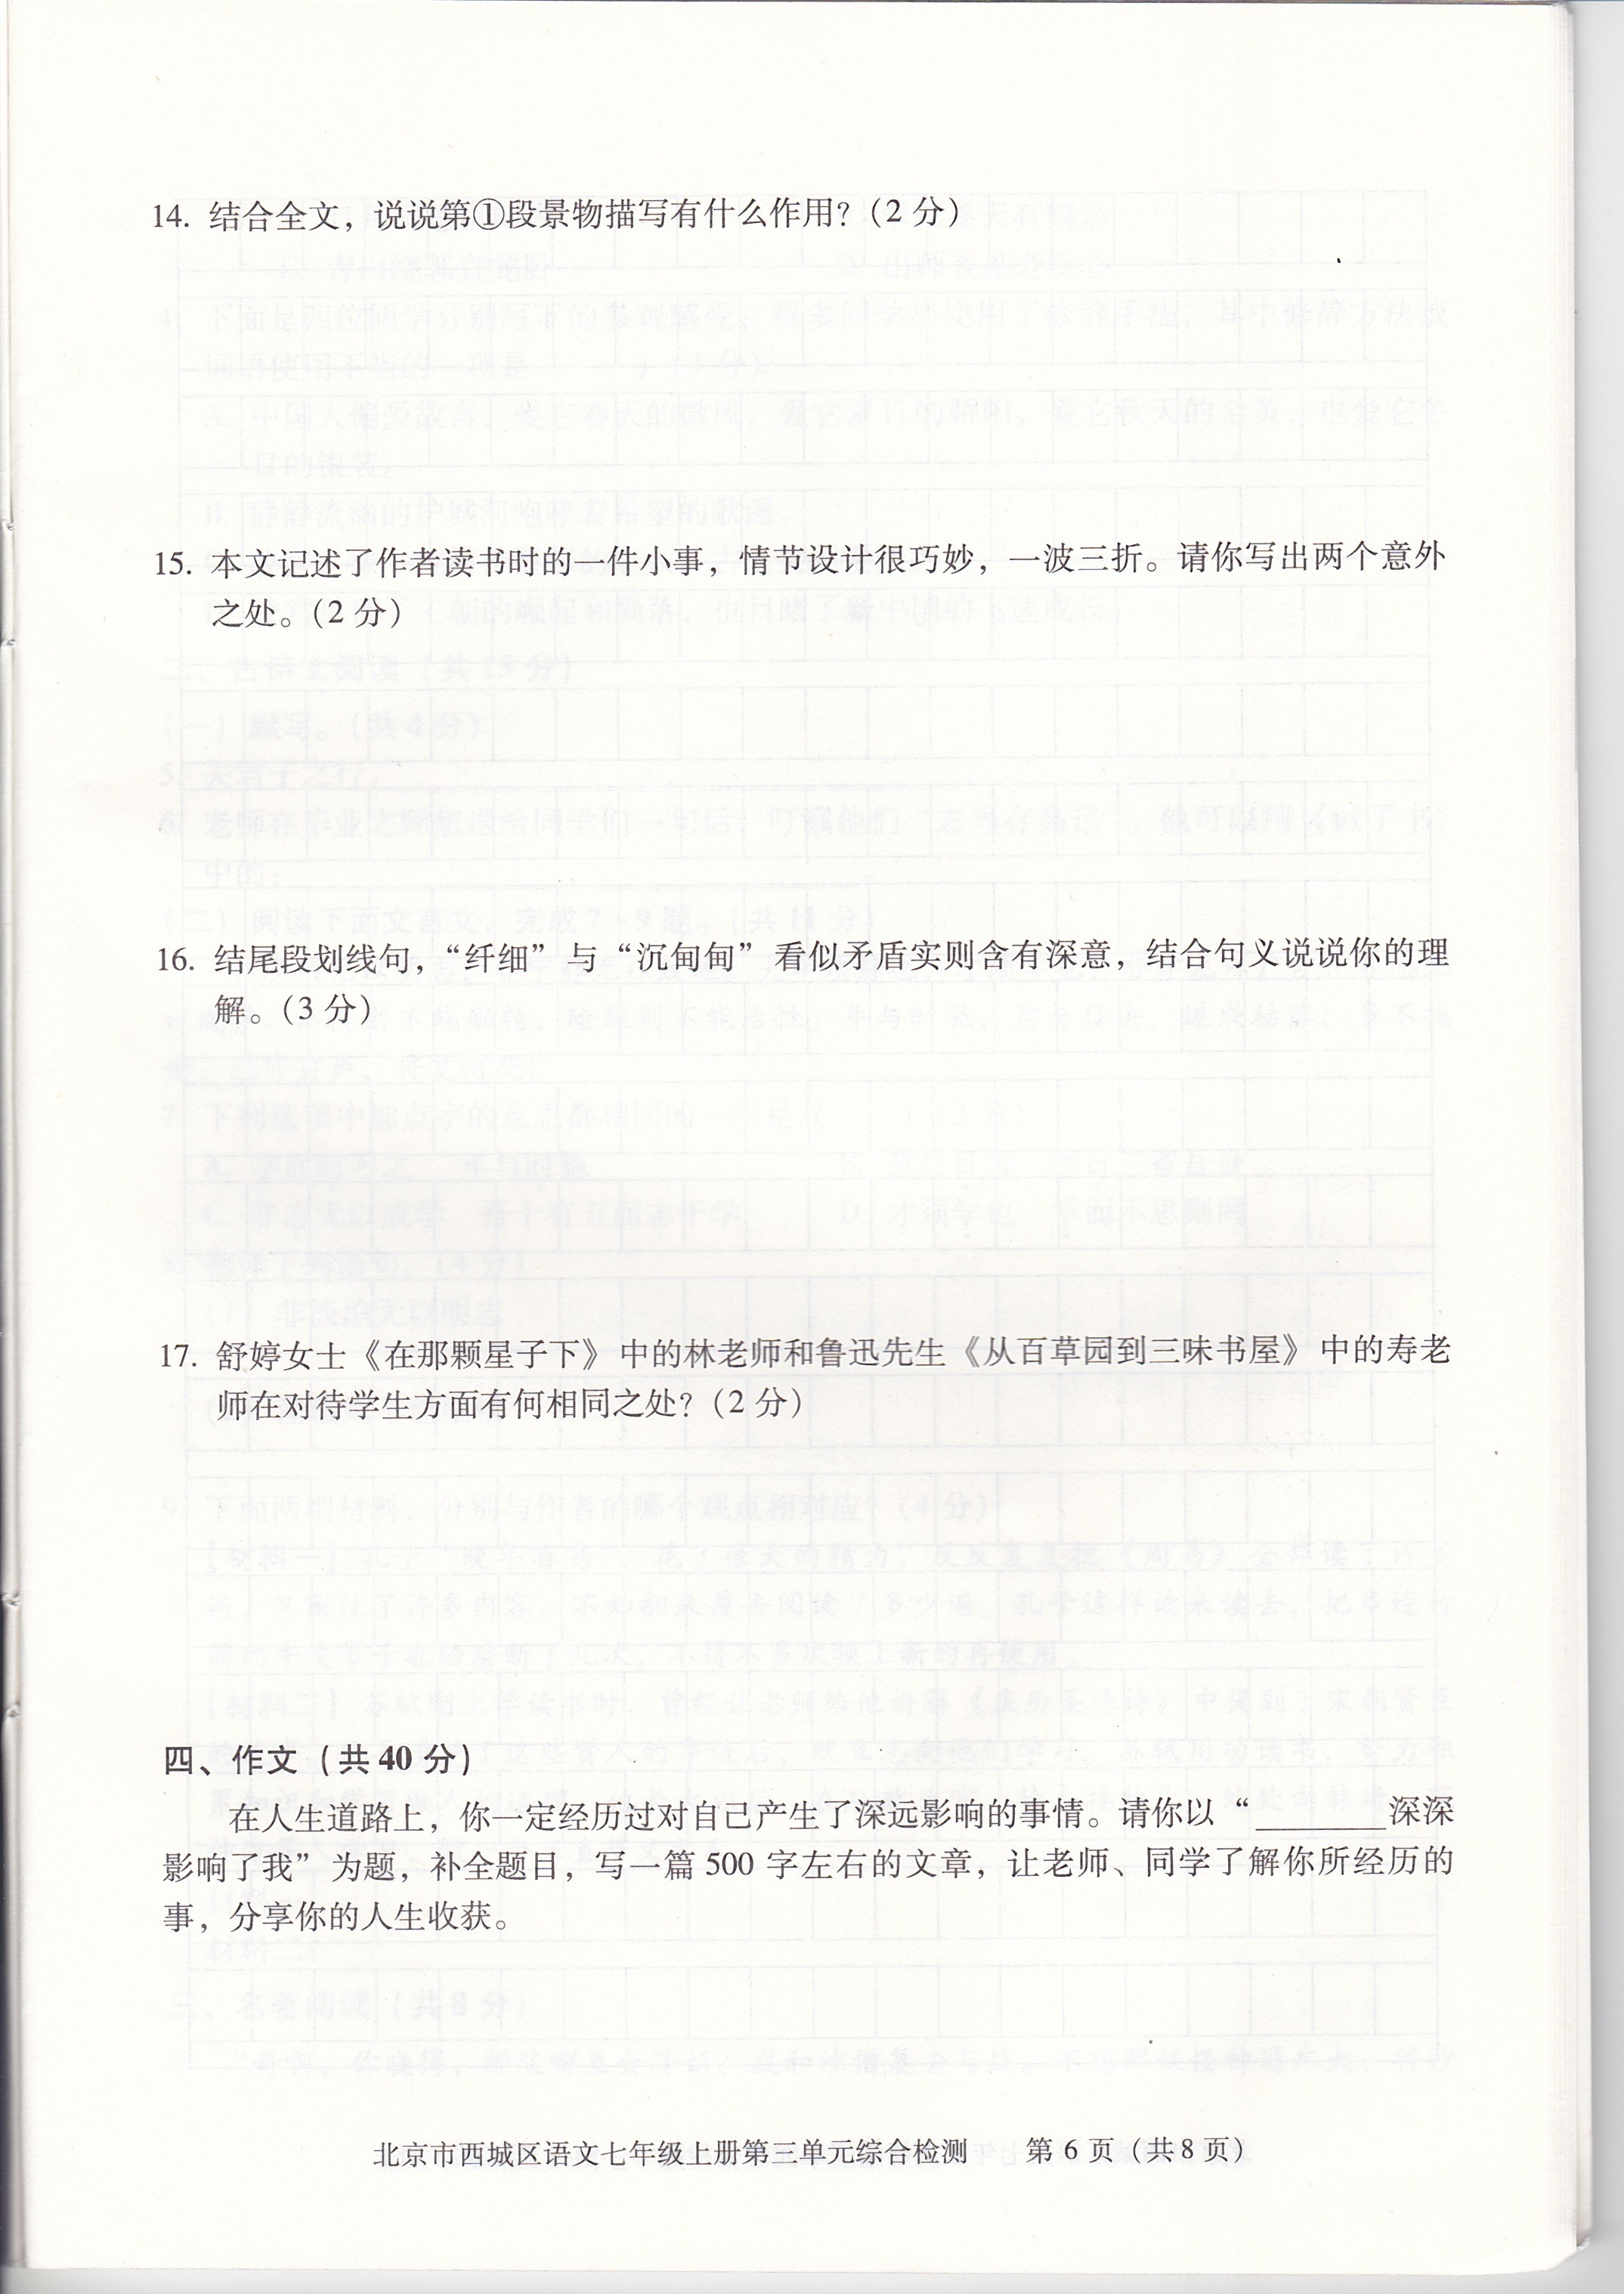 14. 结合全文，说说第①段景物描写有什么作用？（2 分）
15. 本文记述了作者读书时的一件小事，情节设计很巧妙，一波三折。请你写出两个意外
之处。（2 分）
16. 结尾段划线句，“纤细”与“沉甸甸”看似矛盾实则含有深意，结合句义说说你的理
解。（3 分）
17. 舒婷女士《在那颗星子下》中的林老师和鲁迅先生《从百草园到三味书屋》中的寿老
师在对待学生方面有何相同之处？（2 分）
四、作文（共 40 分）
在人生道路上，你一定经历过对自己产生了深远影响的事情。请你以“________深深
影响了我”为题，补全题目，写一篇 500 字左右的文章，让老师、同学了解你所经历的
事，分享你的人生收获。
北京市西城区语文七年级上册第三单元综合检测　第 6 页（共 8 页）